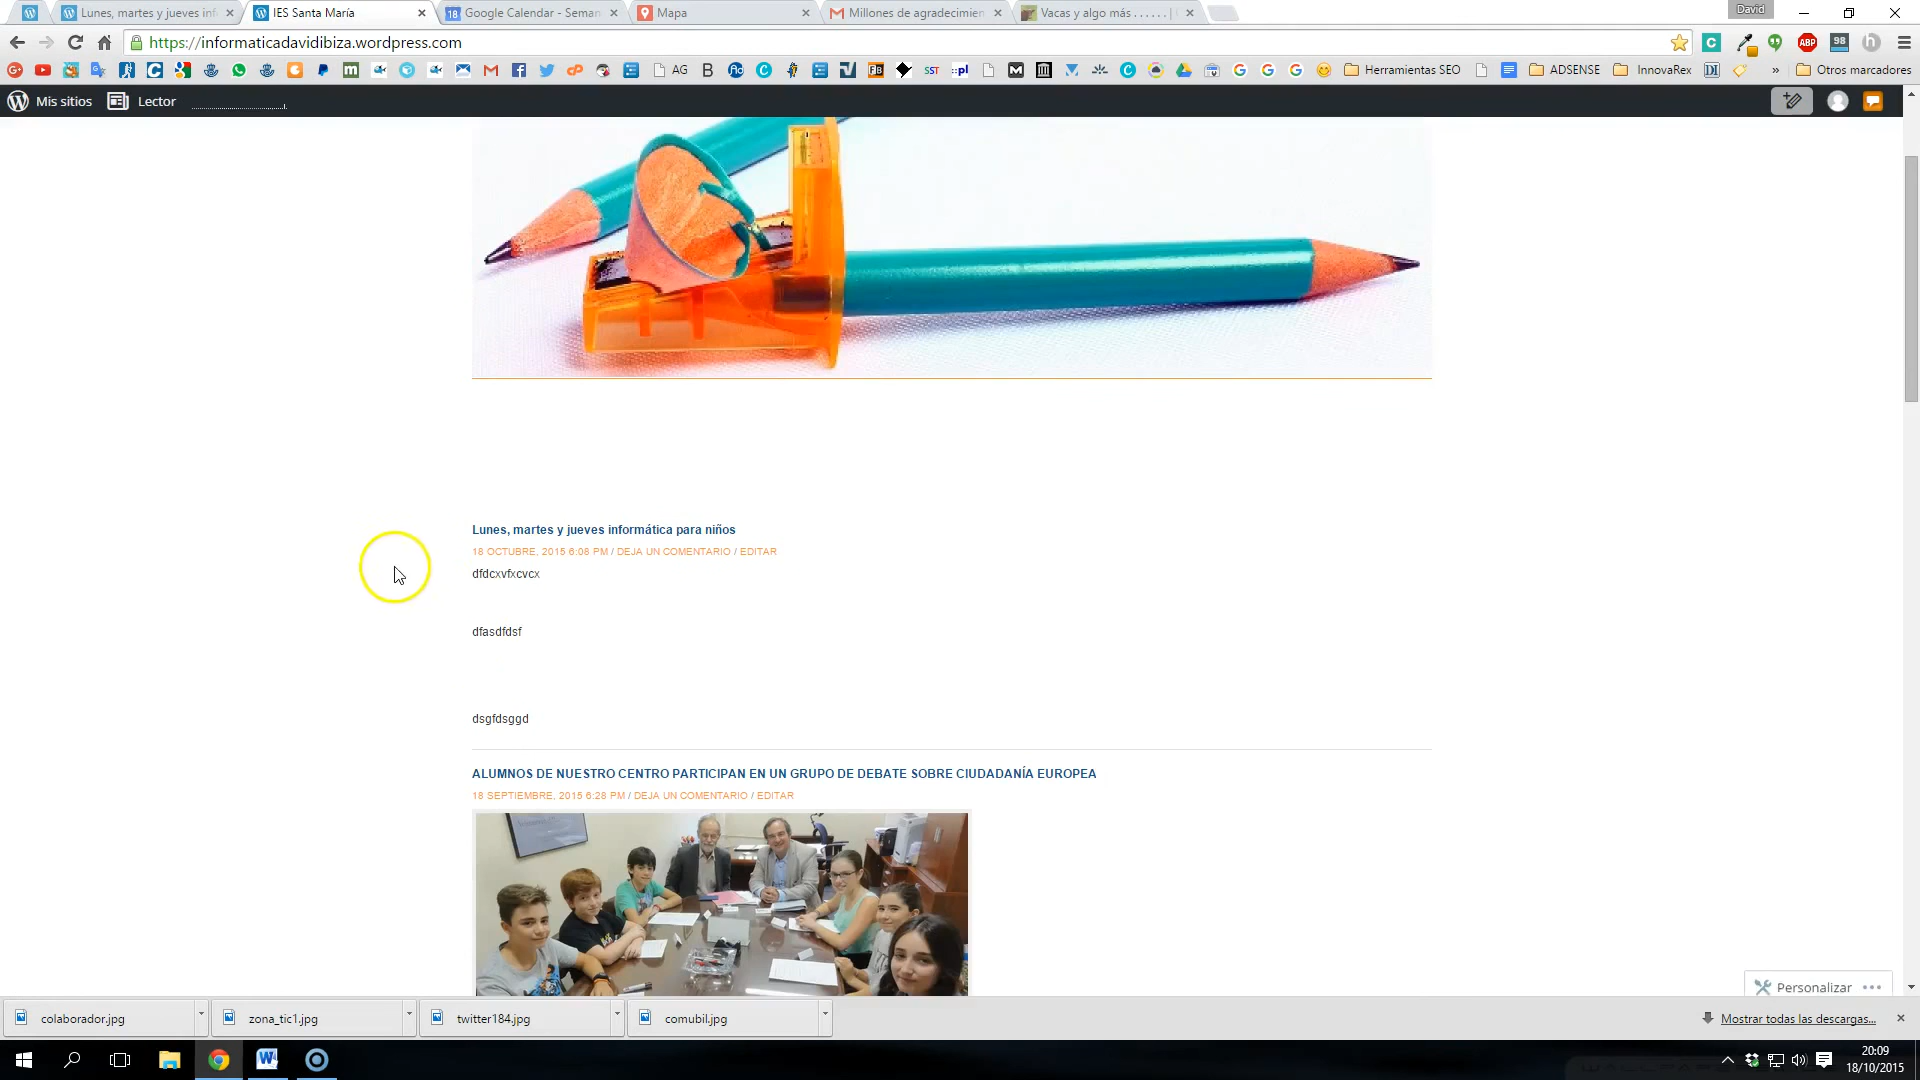 Lunes, martes y jueves inf
IES Santa María
18 Google Calendar - Seman
Mapa
Millones de agradecimien
Vacas y algo más . . . . . . |
David
https://informaticadavidibiza.wordpress.com
ABP
98
AG
SST
Herramientas SEO
ADSENSE
InnovaRex
Otros marcadores
Mis sitios
Lector
Lunes, martes y jueves informática para niños
18 OCTUBRE, 2015 6:08 PM / DEJA UN COMENTARIO / EDITAR
dfdcxvfxcvcx
dfasdfdsf
dsgfdsggd
ALUMNOS DE NUESTRO CENTRO PARTICIPAN EN UN GRUPO DE DEBATE SOBRE CIUDADANÍA EUROPEA
18 SEPTIEMBRE, 2015 6:28 PM / DEJA UN COMENTARIO / EDITAR
Personalizar
colaborador.jpg
zona_tic1.jpg
twitter184.jpg
comubil.jpg
Mostrar todas las descargas...
20:09
18/10/2015